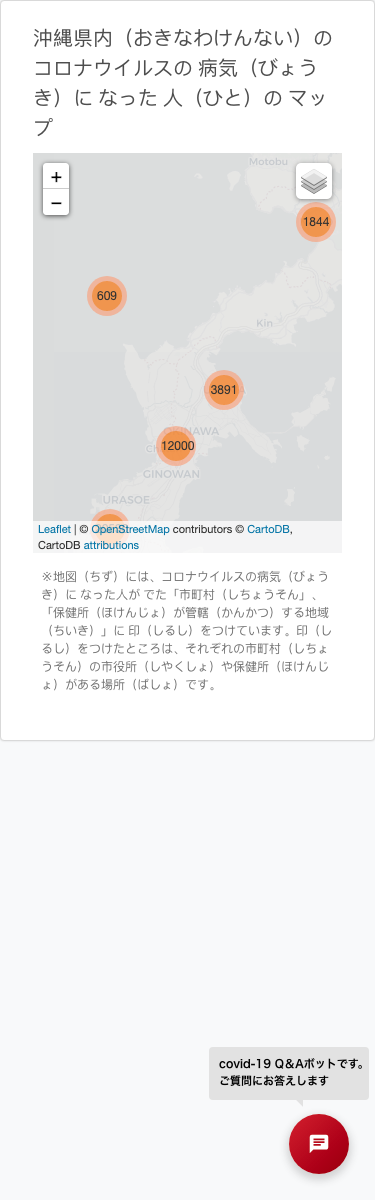 沖縄県内（おきなわけんない）の
コロナウイルスの 病気（びょう
き）に なった 人（ひと）の マッ
プ
+
−
Motobu
1844
609
Kin
3891
12000
GINOWAN
URASOE
Leaflet | © OpenStreetMap contributors © CartoDB,
CartoDB attributions
※地図（ちず）には、コロナウイルスの病気（びょう
き）に なった人が でた「市町村（しちょうそん」、
「保健所（ほけんじょ）が管轄（かんかつ）する地域
（ちいき）」に 印（しるし）をつけています。印（し
るし）をつけたところは、それぞれの市町村（しちょ
うそん）の市役所（しやくしょ）や保健所（ほけんじ
ょ）がある場所（ばしょ）です。
covid-19 Q&Aボットです。
ご質問にお答えします